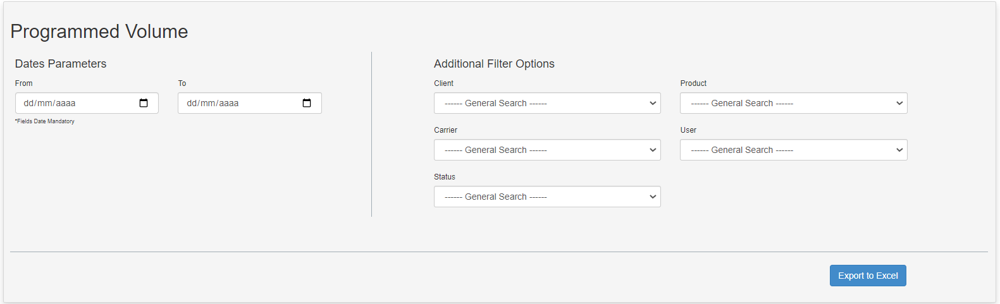 Programmed Volume
Dates Parameters
From
To
dd/mm/aaaa
dd/mm/aaaa
*Fields Date Mandatory
Additional Filter Options
Client
Product
------ General Search ------
------ General Search ------
Carrier
User
------ General Search ------
------ General Search ------
Status
------ General Search ------
Export to Excel